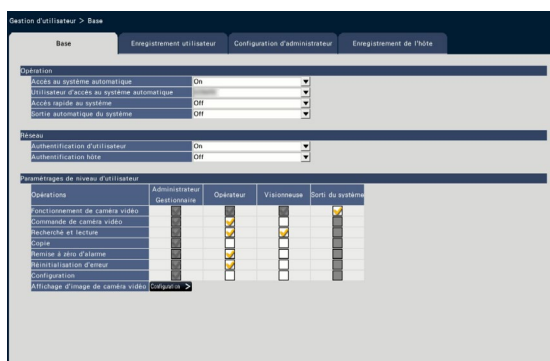 Gestion d'utilisateur > Base
Base
Enregistrement utilisateur
Configuration d'administrateur
Enregistrement de l'hôte
Opération
Accès au système automatique On
Utilisateur d'accès au système automatique
Accès rapide au système Off
Sortie automatique du système Off
Réseau
Authentification d'utilisateur On
Authentification hôte Off
Paramétrages de niveau d'utilisateur
Opérations
Administrateur
Gestionnaire
Opérateur
Visionneuse
Sorti du système
Fonctionnement de caméra vidéo
Commande de caméra vidéo
Recherché et lecture
Copie
Remise à zéro d'alarme
Réinitialisation d'erreur
Configuration
Affichage d'image de caméra vidéo Configuration >